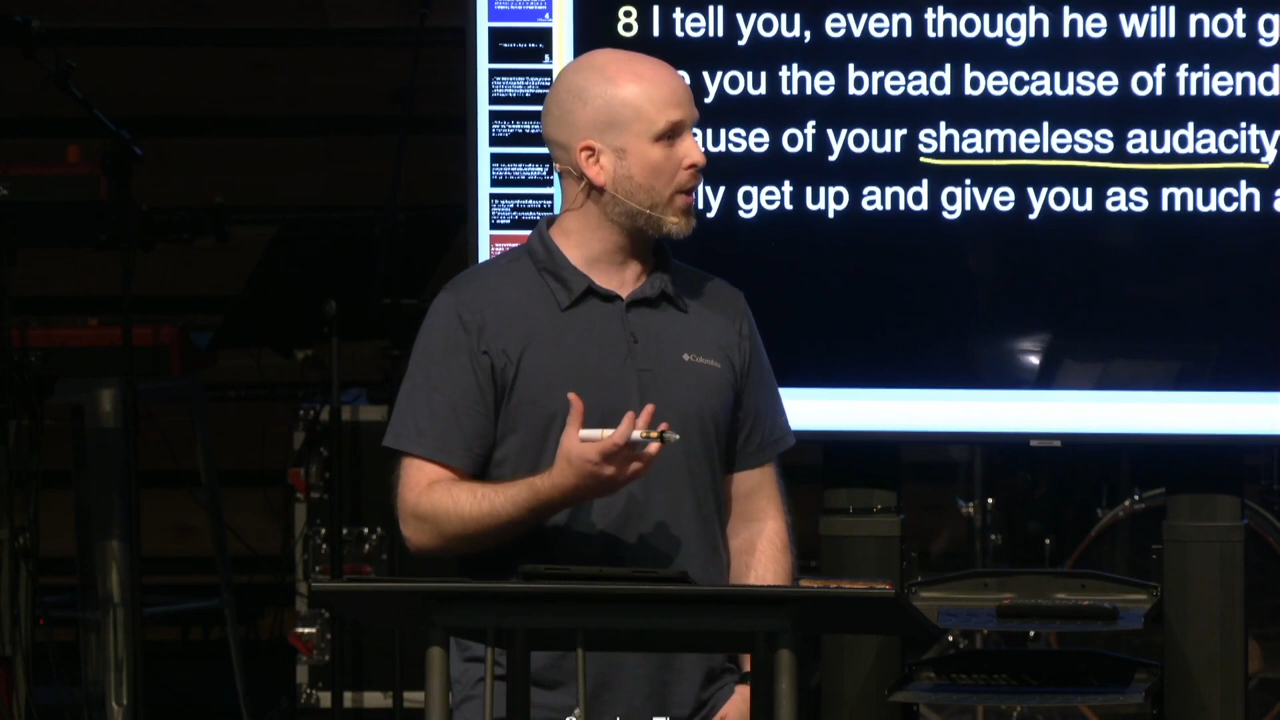 8 I tell you, even though he will not g
you the bread because of friend
ause of your shameless audacity
ly get up and give you as much a
Columbia